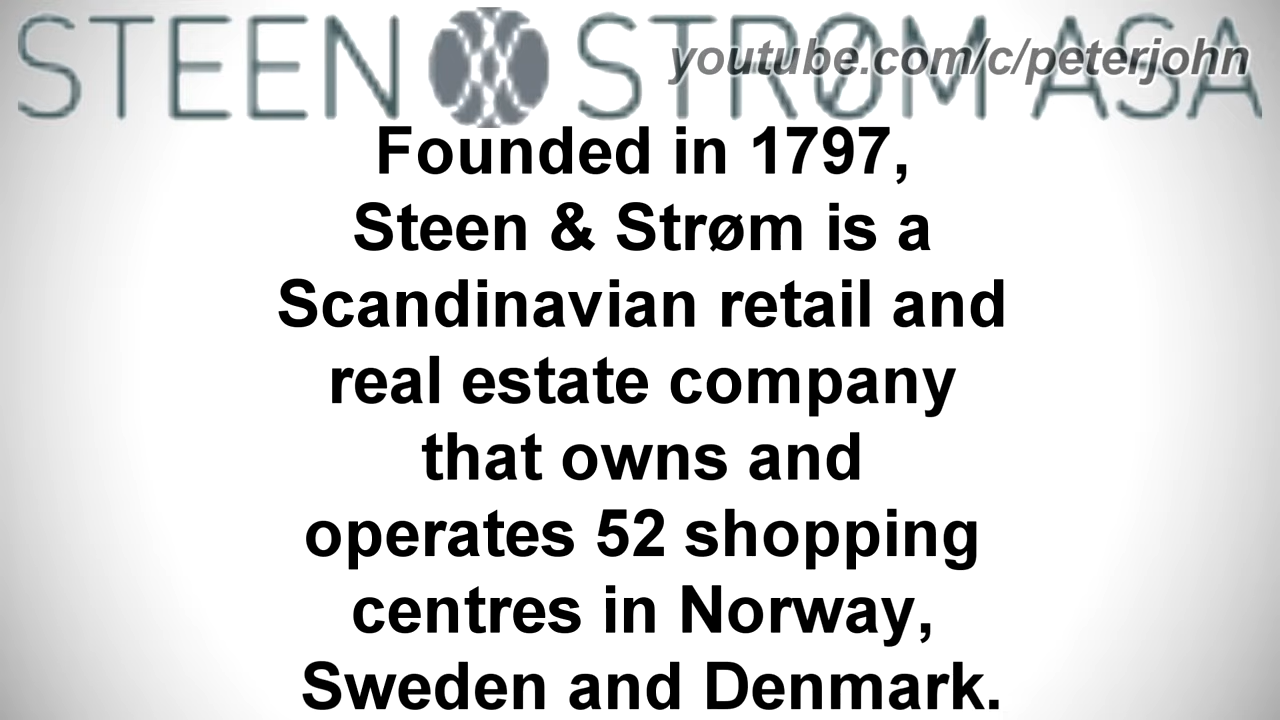 STEEN STRØM ASA
youtube.com/c/peterjohn
Founded in 1797,
Steen & Strøm is a
Scandinavian retail and
real estate company
that owns and
operates 52 shopping
centres in Norway,
Sweden and Denmark.